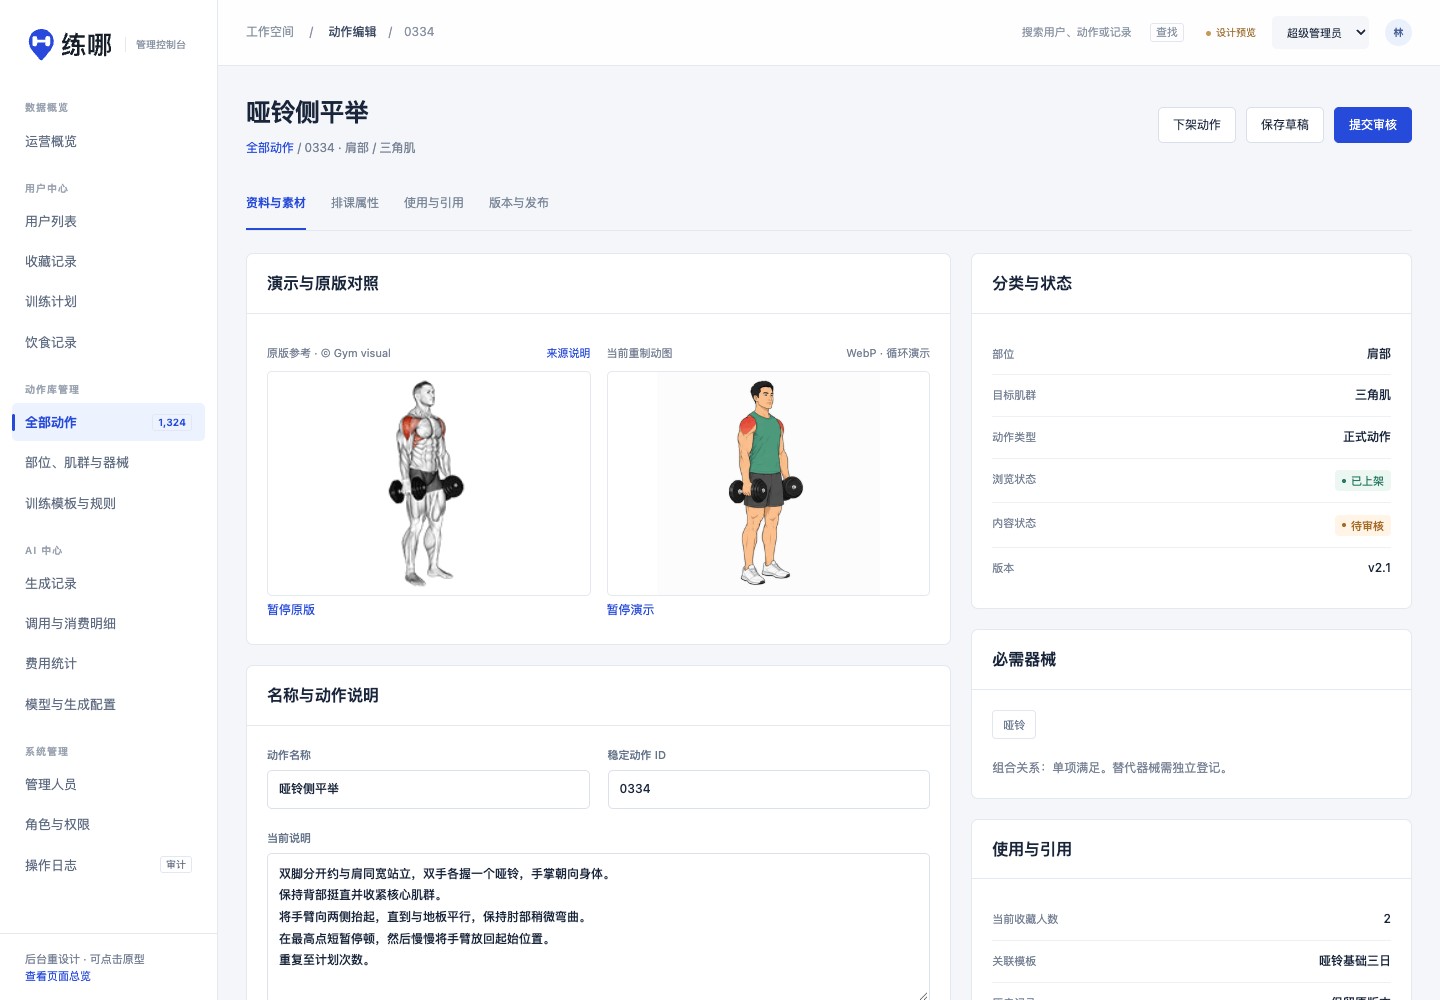 练哪
管理控制台
数据概览
运营概览
用户中心
用户列表
收藏记录
训练计划
饮食记录
动作库管理
全部动作 1,324
部位、肌群与器械
训练模板与规则
AI 中心
生成记录
调用与消费明细
费用统计
模型与生成配置
系统管理
管理人员
角色与权限
操作日志 审计
后台重设计 · 可点击原型
查看页面总览
工作空间 / 动作编辑 / 0334
搜索用户、动作或记录 查找 设计预览 超级管理员 林
哑铃侧平举
全部动作 / 0334 · 肩部 / 三角肌
下架动作 保存草稿 提交审核
资料与素材 排课属性 使用与引用 版本与发布
演示与原版对照
原版参考 · © Gym visual 来源说明
当前重制动图 WebP · 循环演示
暂停原版
暂停演示
名称与动作说明
动作名称
哑铃侧平举
稳定动作 ID
0334
当前说明
双脚分开约与肩同宽站立，双手各握一个哑铃，手掌朝向身体。
保持背部挺直并收紧核心肌群。
将手臂向两侧抬起，直到与地板平行，保持肘部稍微弯曲。
在最高点短暂停顿，然后慢慢将手臂放回起始位置。
重复至计划次数。
分类与状态
部位 肩部
目标肌群 三角肌
动作类型 正式动作
浏览状态 已上架
内容状态 待审核
版本 v2.1
必需器械
哑铃
组合关系：单项满足。替代器械需独立登记。
使用与引用
当前收藏人数 2
关联模板 哑铃基础三日